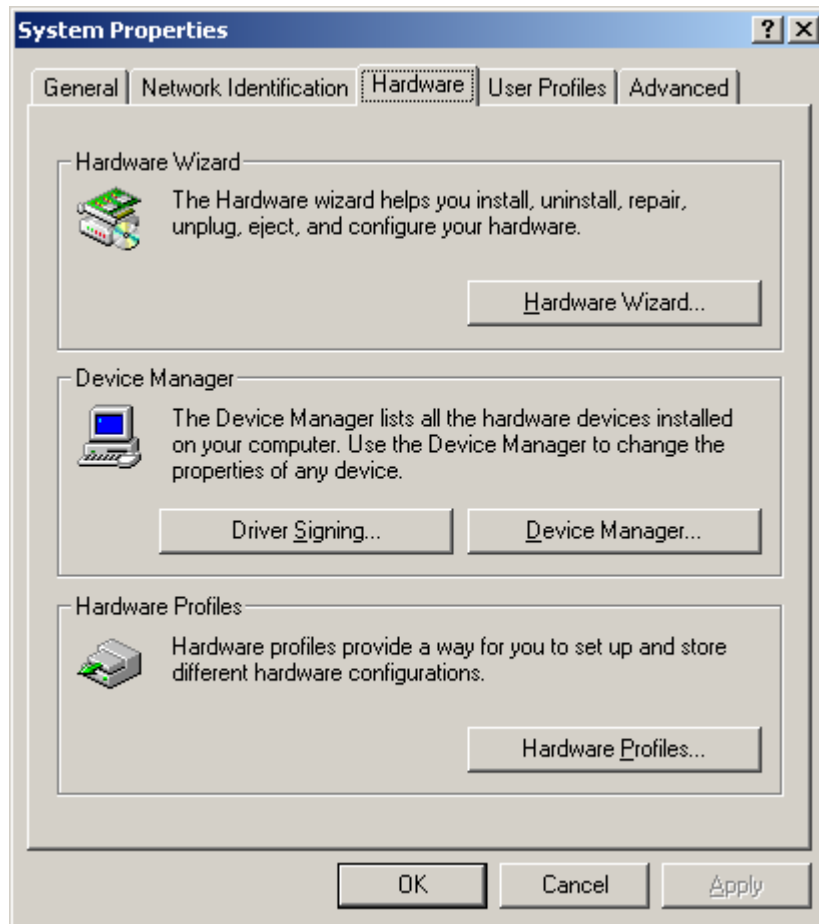 System Properties
General Network Identification Hardware User Profiles Advanced
Hardware Wizard
The Hardware wizard helps you install, uninstall, repair,
unplug, eject, and configure your hardware.
Hardware Wizard...
Device Manager
The Device Manager lists all the hardware devices installed
on your computer. Use the Device Manager to change the
properties of any device.
Driver Signing... Device Manager...
Hardware Profiles
Hardware profiles provide a way for you to set up and store
different hardware configurations.
Hardware Profiles...
OK Cancel Apply